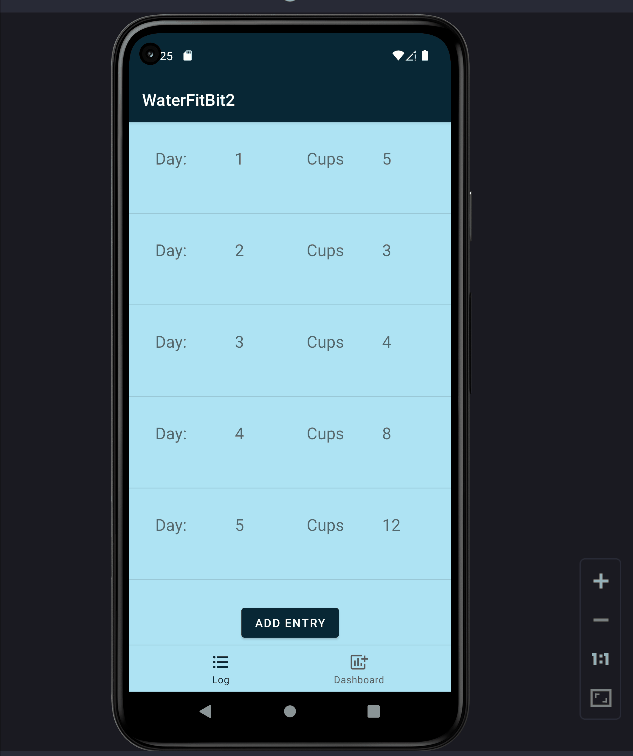 25
WaterFitBit2
Day: 1 Cups 5
Day: 2 Cups 3
Day: 3 Cups 4
Day: 4 Cups 8
Day: 5 Cups 12
ADD ENTRY
Log Dashboard
1:1